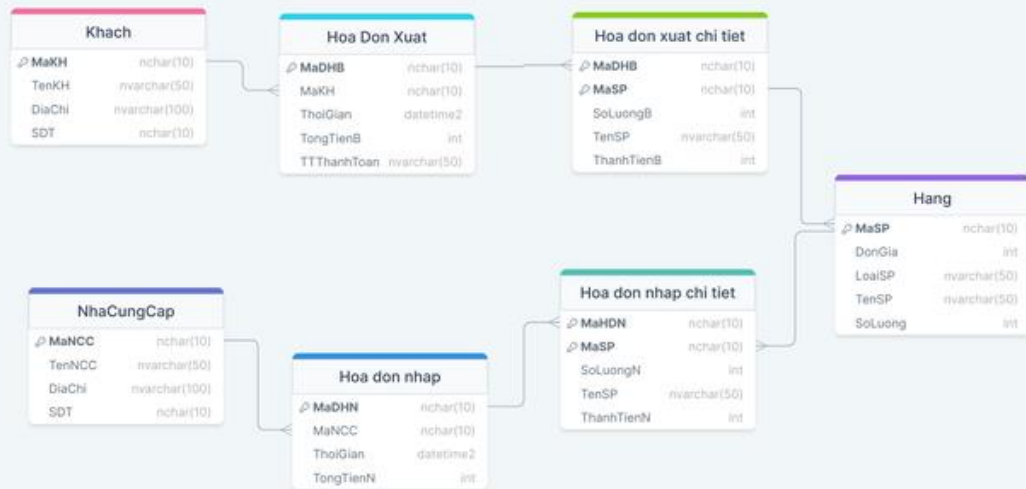 Khach
MaKH nchar(10)
TenKH nvarchar(50)
DiaChi nvarchar(100)
SDT nchar(10)
Hoa Don Xuat
MaDHB nchar(10)
MaKH nchar(10)
ThoiGian datetime2
TongTienB int
TTThanhToan nvarchar(50)
Hoa don xuat chi tiet
MaDHB nchar(10)
MaSP nchar(10)
SoLuongB int
TenSP nvarchar(50)
ThanhTienB int
Hang
MaSP nchar(10)
DonGia int
LoaiSP nvarchar(50)
TenSP nvarchar(50)
SoLuong int
NhaCungCap
MaNCC nchar(10)
TenNCC nvarchar(50)
DiaChi nvarchar(100)
SDT nchar(10)
Hoa don nhap
MaDHN nchar(10)
MaNCC nchar(10)
ThoiGian datetime2
TongTienN int
Hoa don nhap chi tiet
MaHDN nchar(10)
MaSP nchar(10)
SoLuongN int
TenSP nvarchar(50)
ThanhTienN int